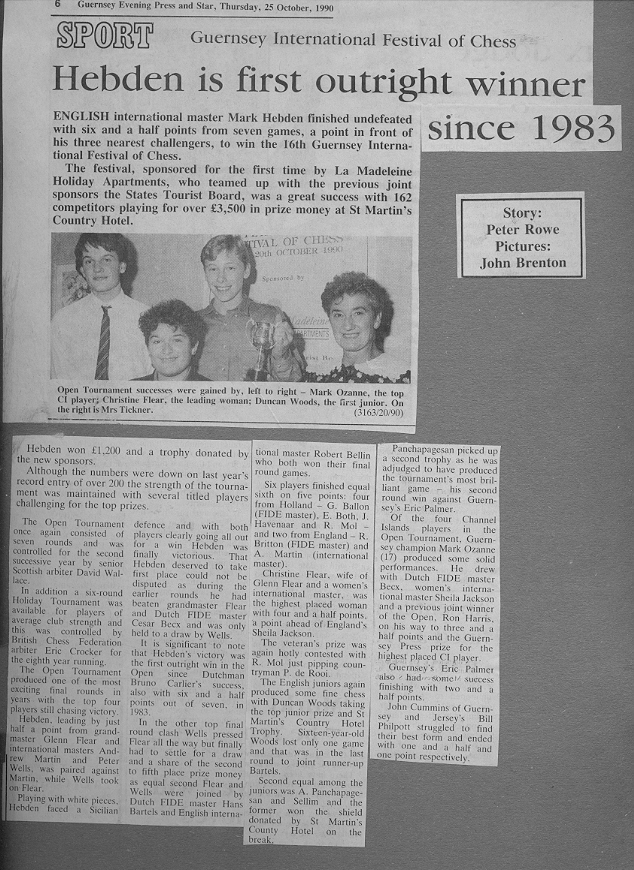 6 Guernsey Evening Press and Star, Thursday, 25 October, 1990
SPORT Guernsey International Festival of Chess
Hebden is first outright winner
since 1983
ENGLISH international master Mark Hebden finished undefeated
with six and a half points from seven games, a point in front of
his three nearest challengers, to win the 16th Guernsey Interna-
tional Festival of Chess.
The festival, sponsored for the first time by La Madeleine
Holiday Apartments, who teamed up with the previous joint
sponsors the States Tourist Board, was a great success with 162
competitors playing for over £3,500 in prize money at St Martin's
Country Hotel.
Story:
Peter Rowe
Pictures:
John Brenton
TIVAL OF CHESS
20th OCTOBER 1990
Sponsored by
Open Tournament successes were gained by, left to right – Mark Ozanne, the top
CI player; Christine Flear, the leading woman; Duncan Woods, the first junior. On
the right is Mrs Tickner.
(3163/20/90)
Hebden won £1,200 and a trophy donated by
the new sponsors.
Although the numbers were down on last year's
record entry of over 200 the strength of the tourna-
ment was maintained with several titled players
challenging for the top prizes.
The Open Tournament
once again consisted of
seven rounds and was
controlled for the second
successive year by senior
Scottish arbiter David Wal-
lace.
In addition a six-round
Holiday Tournament was
available for players of
average club strength and
this was controlled by
British Chess Federation
arbiter Eric Crocker for
the eighth year running.
The Open Tournament
produced one of the most
exciting final rounds in
years with the top four
players still chasing victory.
Hebden, leading by just
half a point from grand-
master Glenn Flear and
international masters And-
rew Martin and Peter
Wells, was paired against
Martin, while Wells took
on Flear.
Playing with white pieces,
Hebden faced a Sicilian
defence and with both
players clearly going all out
for a win Hebden was
finally victorious. That
Hebden deserved to take
first place could not be
disputed as during the
earlier rounds he had
beaten grandmaster Flear
and Dutch FIDE master
Cesar Becx and was only
held to a draw by Wells.
It is significant to note
that Hebden's victory was
the first outright win in the
Open since Dutchman
Bruno Carlier's success,
also with six and a half
points out of seven, in
1983.
In the other top final
round clash Wells pressed
Flear all the way but finally
had to settle for a draw
and a share of the second
to fifth place prize money
as equal second Flear and
Wells were joined by
Dutch FIDE master Hans
Bartels and English interna-
tional master Robert Bellin
who both won their final
round games.
Six players finished equal
sixth on five points: four
from Holland – G. Ballon
(FIDE master), E. Both, J.
Havenaar and R. Mol –
and two from England – R.
Britton (FIDE master) and
A. Martin (international
master).
Christine Flear, wife of
Glenn Flear and a women's
international master, was
the highest placed woman
with four and a half points,
a point ahead of England's
Sheila Jackson.
The veteran's prize was
again hotly contested with
R. Mol just pipping coun-
tryman P. de Rooi.
The English juniors again
produced some fine chess
with Duncan Woods taking
the top junior prize and St
Martin's Country Hotel
Trophy. Sixteen-year-old
Woods lost only one game
and that was in the last
round to joint runner-up
Bartels.
Second equal among the
juniors was A. Panchapage-
san and Sellim and the
former won the shield
donated by St Martin's
County Hotel on the
break.
Panchapagesan picked up
a second trophy as he was
adjudged to have produced
the tournament's most bril-
liant game – his second
round win against Guern-
sey's Eric Palmer.
Of the four Channel
Islands players in the
Open Tournament, Guern-
sey champion Mark Ozanne
(17) produced some solid
performances. He drew
with Dutch FIDE master
Becx, women's interna-
tional master Sheila Jackson
and a previous joint winner
of the Open, Ron Harris,
on his way to three and a
half points and the Guern-
sey Press prize for the
highest placed CI player.
Guernsey's Eric Palmer
also had some success
finishing with two and a
half points.
John Cummins of Guern-
sey and Jersey's Bill
Philpott struggled to find
their best form and ended
with one and a half and
one point respectively.